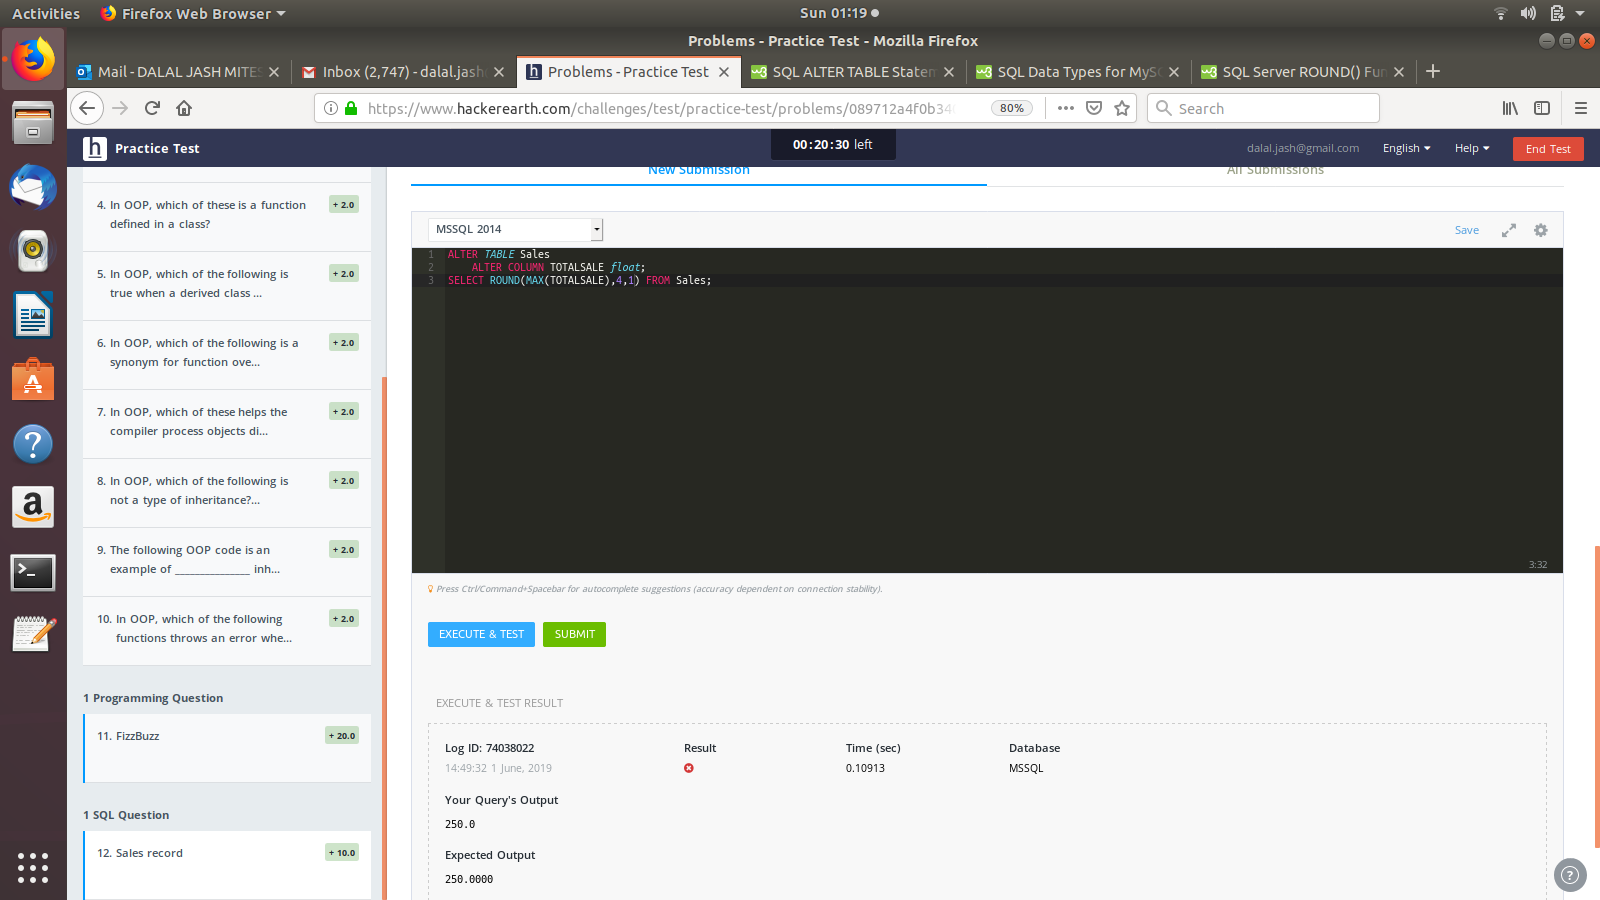 Activities Firefox Web Browser Sun 01:19
Problems - Practice Test - Mozilla Firefox
Mail - DALAL JASH MITES
Inbox (2,747) - dalal.jash
Problems - Practice Test
SQL ALTER TABLE Statem
SQL Data Types for MySQ
SQL Server ROUND() Fun
https://www.hackerearth.com/challenges/test/practice-test/problems/089712a4f0b34
80%
Search
h Practice Test
00:20:30 left
dalal.jash@gmail.com English Help End Test
New Submission All Submissions
4. In OOP, which of these is a function + 2.0
defined in a class?
5. In OOP, which of the following is + 2.0
true when a derived class ...
6. In OOP, which of the following is a + 2.0
synonym for function ove...
7. In OOP, which of these helps the + 2.0
compiler process objects di...
8. In OOP, which of the following is + 2.0
not a type of inheritance?...
9. The following OOP code is an + 2.0
example of _______________ inh...
10. In OOP, which of the following + 2.0
functions throws an error whe...
1 Programming Question
11. FizzBuzz + 20.0
1 SQL Question
12. Sales record + 10.0
MSSQL 2014 Save
1 ALTER TABLE Sales
2 ALTER COLUMN TOTALSALE float;
3 SELECT ROUND(MAX(TOTALSALE),4,1) FROM Sales;
3:32
Press Ctrl/Command+Spacebar for autocomplete suggestions (accuracy dependent on connection stability).
EXECUTE & TEST SUBMIT
EXECUTE & TEST RESULT
Log ID: 74038022 Result Time (sec) Database
14:49:32 1 June, 2019 0.10913 MSSQL
Your Query's Output
250.0
Expected Output
250.0000